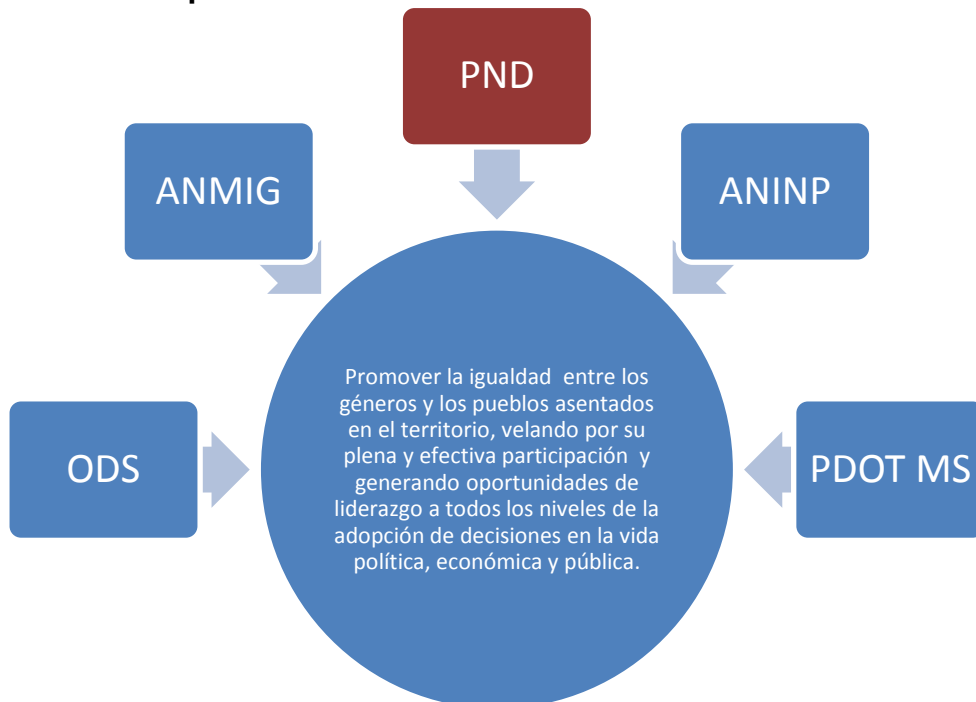 PND
ANMIG
ANINP
ODS
PDOT MS
Promover la igualdad  entre los
géneros y los pueblos asentados
en el territorio, velando por su
plena y efectiva participación  y
generando oportunidades de
liderazgo a todos los niveles de la
adopción de decisiones en la vida
política, económica y pública.